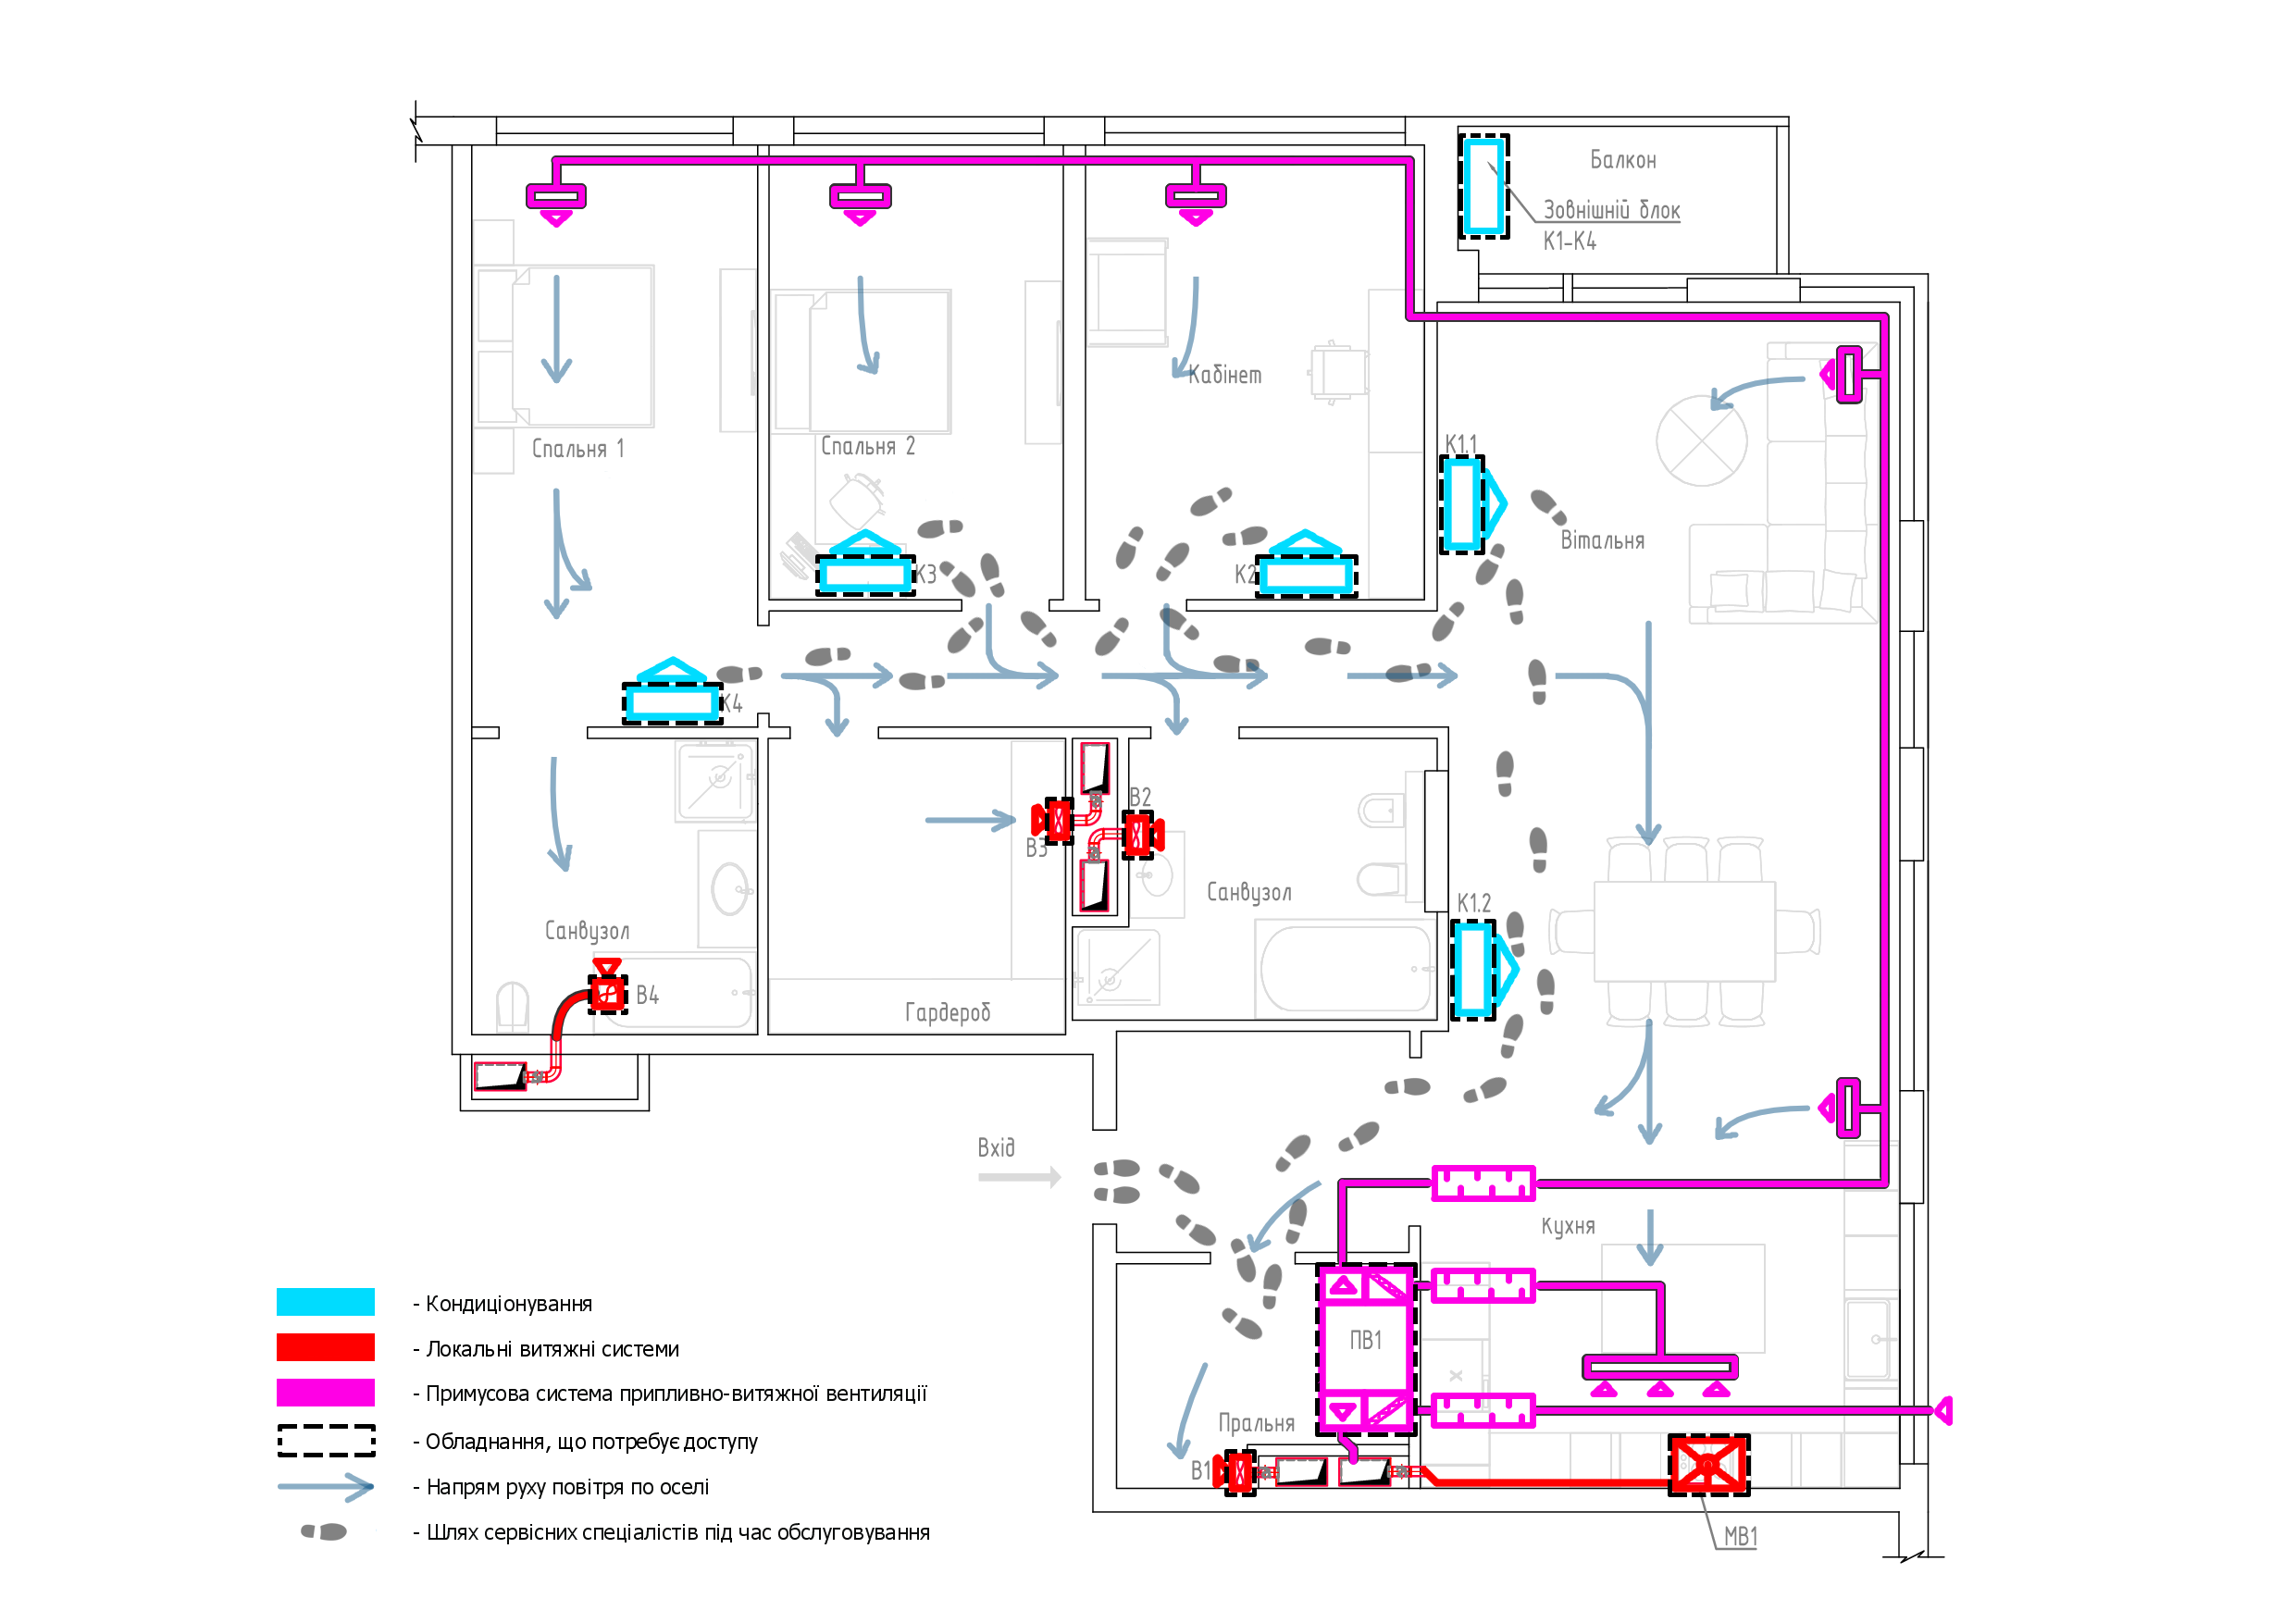 Балкон
Зовнішній блок
К1-К4
Кабінет
Спальня 1
Спальня 2
К1.1
Вітальня
К3
К2
К4
В2
В3
Санвузол
К1.2
Санвузол
В4
Гардероб
Вхід
Кухня
ПВ1
Пральня
В1
МВ1
- Кондиціонування
- Локальні витяжні системи
- Примусова система припливно-витяжної вентиляції
- Обладнання, що потребує доступу
- Напрям руху повітря по оселі
- Шлях сервісних спеціалістів під час обслуговування